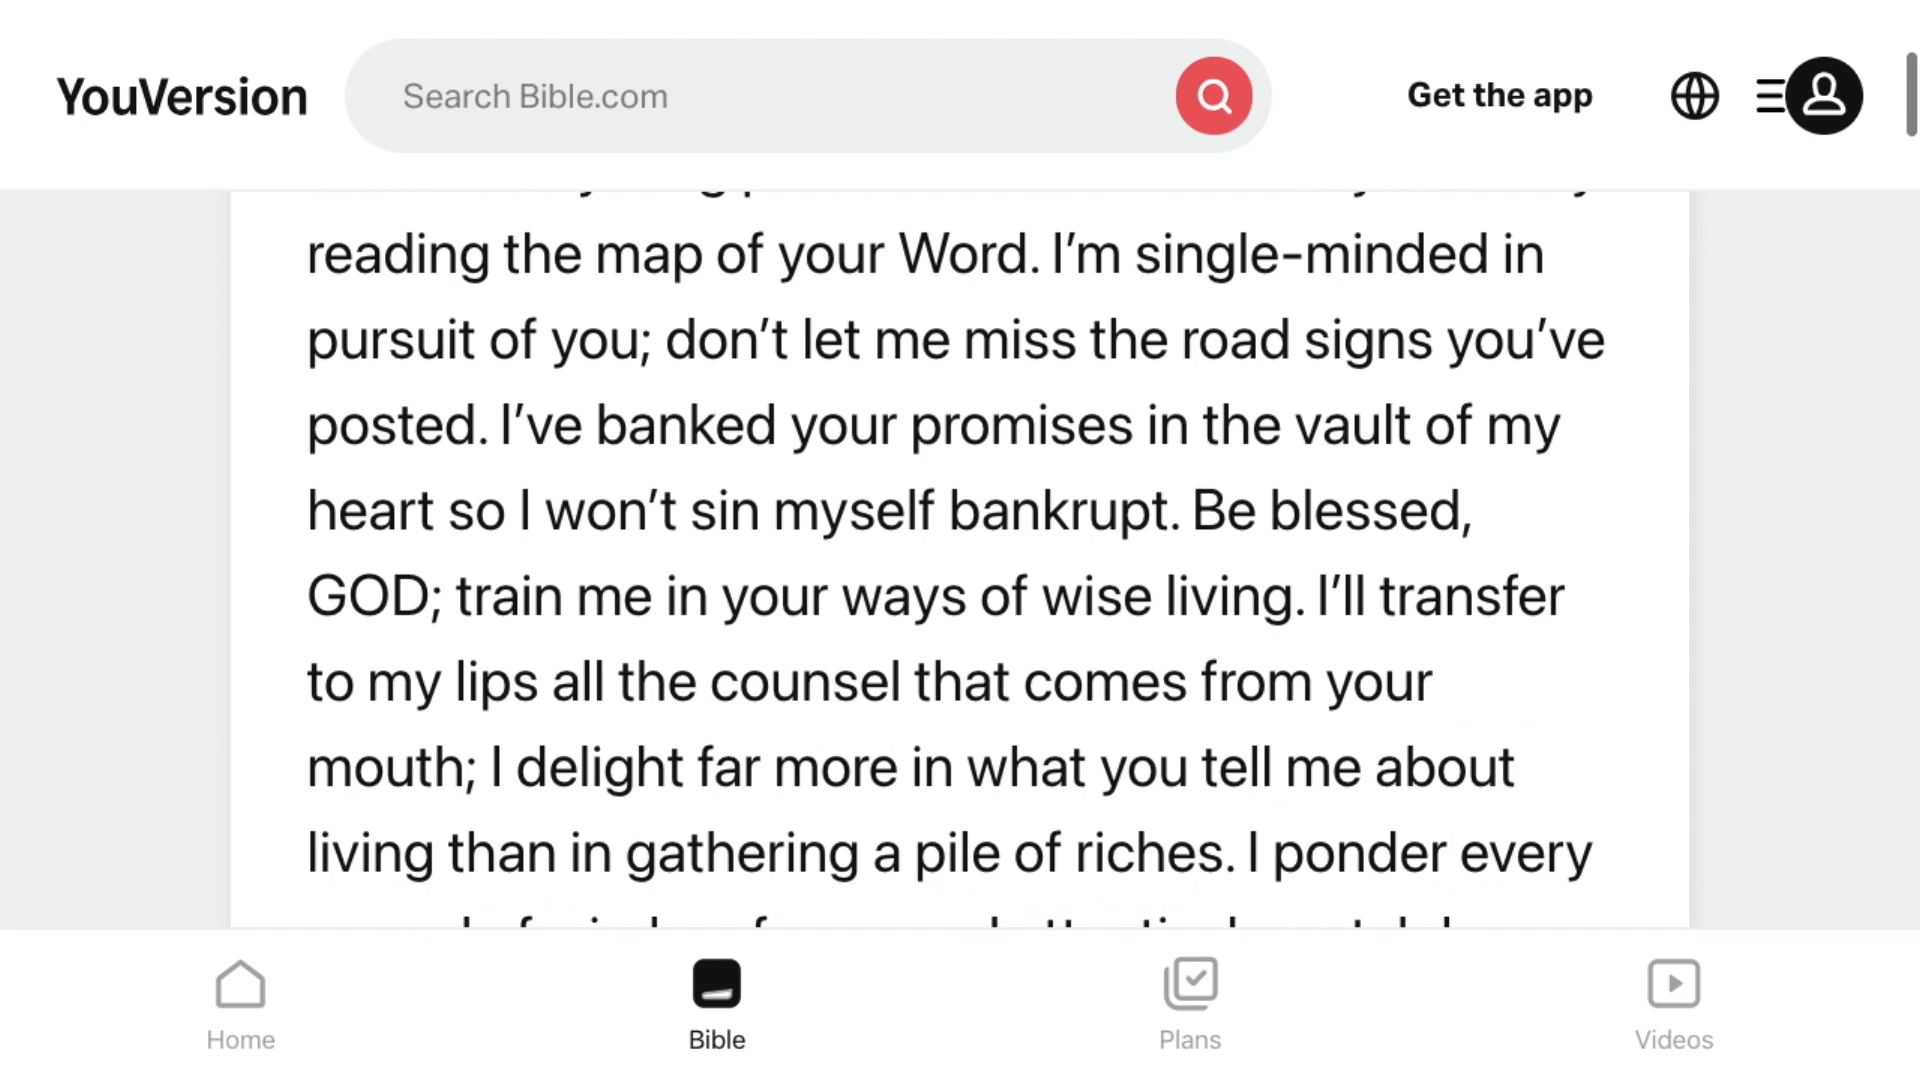 YouVersion
Search Bible.com
Get the app
reading the map of your Word. I’m single-minded in
pursuit of you; don’t let me miss the road signs you’ve
posted. I’ve banked your promises in the vault of my
heart so I won’t sin myself bankrupt. Be blessed,
GOD; train me in your ways of wise living. I’ll transfer
to my lips all the counsel that comes from your
mouth; I delight far more in what you tell me about
living than in gathering a pile of riches. I ponder every
Home
Bible
Plans
Videos